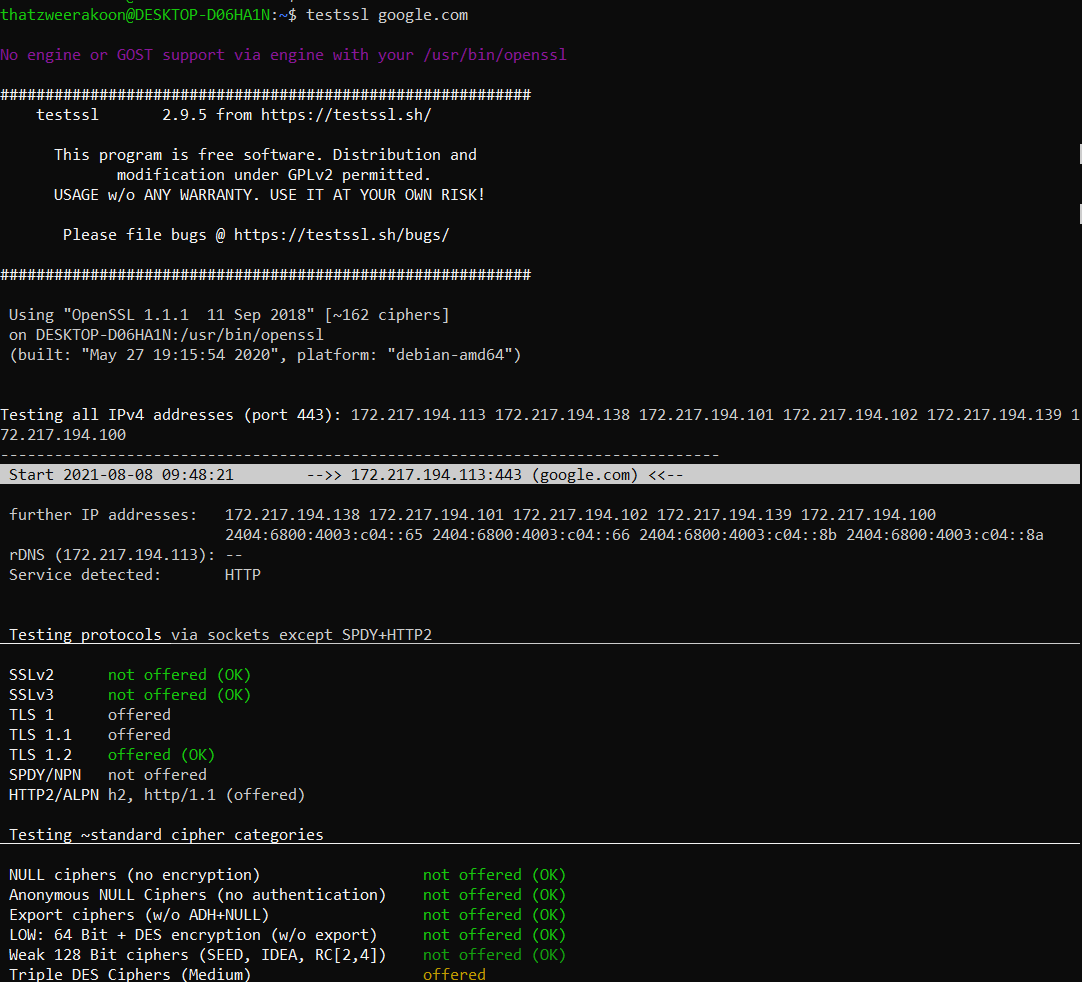 thatzweerakoon@DESKTOP-D06HA1N:~$ testssl google.com
No engine or GOST support via engine with your /usr/bin/openssl
###########################################################
testssl 2.9.5 from https://testssl.sh/
This program is free software. Distribution and
modification under GPLv2 permitted.
USAGE w/o ANY WARRANTY. USE IT AT YOUR OWN RISK!
Please file bugs @ https://testssl.sh/bugs/
###########################################################
Using "OpenSSL 1.1.1  11 Sep 2018" [~162 ciphers]
on DESKTOP-D06HA1N:/usr/bin/openssl
(built: "May 27 19:15:54 2020", platform: "debian-amd64")
Testing all IPv4 addresses (port 443): 172.217.194.113 172.217.194.138 172.217.194.101 172.217.194.102 172.217.194.139 1
72.217.194.100
--------------------------------------------------------------------------------
Start 2021-08-08 09:48:21 -->> 172.217.194.113:443 (google.com) <<--
further IP addresses: 172.217.194.138 172.217.194.101 172.217.194.102 172.217.194.139 172.217.194.100
2404:6800:4003:c04::65 2404:6800:4003:c04::66 2404:6800:4003:c04::8b 2404:6800:4003:c04::8a
rDNS (172.217.194.113): --
Service detected: HTTP
Testing protocols via sockets except SPDY+HTTP2
SSLv2 not offered (OK)
SSLv3 not offered (OK)
TLS 1 offered
TLS 1.1 offered
TLS 1.2 offered (OK)
SPDY/NPN not offered
HTTP2/ALPN h2, http/1.1 (offered)
Testing ~standard cipher categories
NULL ciphers (no encryption) not offered (OK)
Anonymous NULL Ciphers (no authentication) not offered (OK)
Export ciphers (w/o ADH+NULL) not offered (OK)
LOW: 64 Bit + DES encryption (w/o export) not offered (OK)
Weak 128 Bit ciphers (SEED, IDEA, RC[2,4]) not offered (OK)
Triple DES Ciphers (Medium) offered